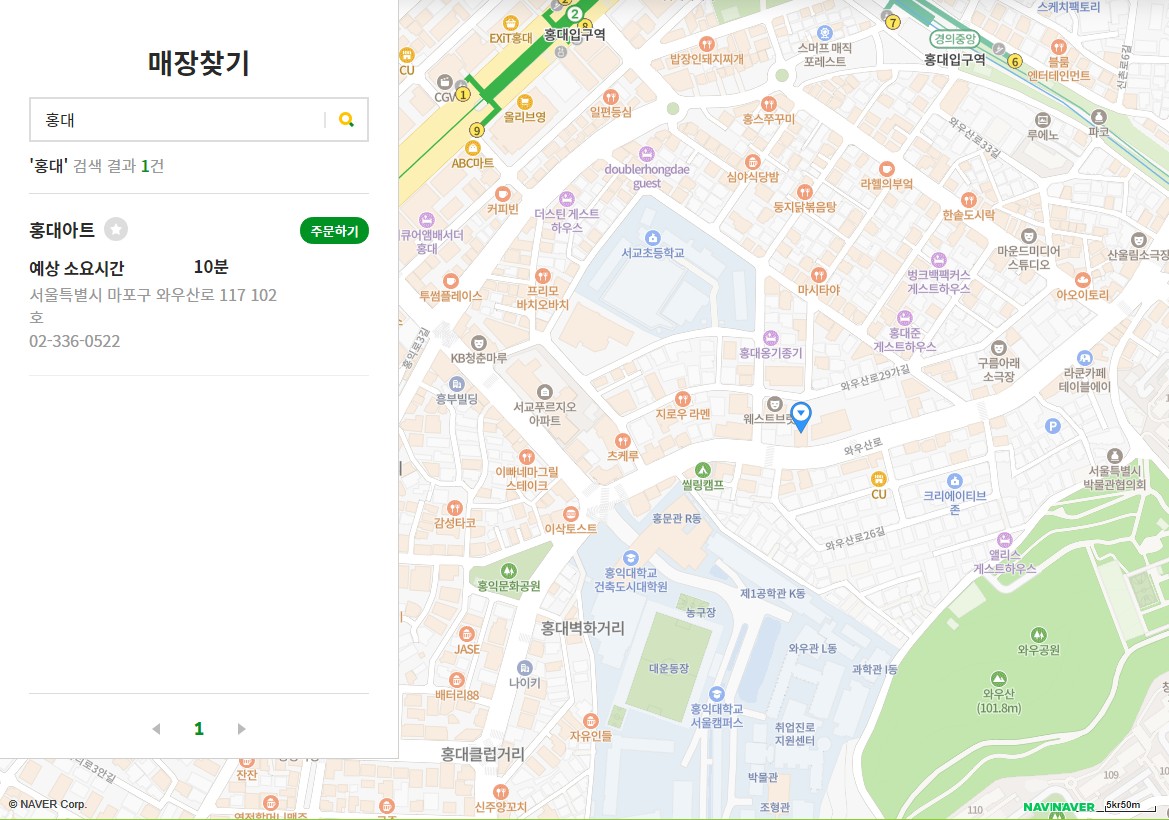 매장찾기
홍대
'홍대' 검색 결과 1건
홍대아트
주문하기
예상 소요시간 10분
서울특별시 마포구 와우산로 117 102
호
02-336-0522
1
© NAVER Corp.
스케치팩토리
2
8
7
EXiT홍대
홍대입구역
경의중앙
홍대입구역
6
CU
밥장인돼지찌개
스머프 매직
포레스트
볼룸
엔터테인먼트
신촌로6길
CGV
1
올리브영
일편등심
홍스쭈꾸미
와우산로33길
루에노
파코
9
ABC마트
doublerhongdae
guest
심야식당밤
라헬의부엌
커피빈
더스틴 게스트
하우스
둥지닭볶음탕
한솔도시락
큐어앰배서더
홍대
서교초등학교
마운드미디어
스튜디오
산울림소극장
투썸플레이스
프리모
바치오바치
마시타야
벙크백팩커스
게스트하우스
아오이토리
홍익로3길
KB청춘마루
홍대옹기종기
홍대준
게스트하우스
구름아래
소극장
라쿤카페
테이블에이
흥부빌딩
서교푸르지오
아파트
지로우 라멘
웨스트브릿
와우산로29가길
P
츠케루
와우산로
이빠네마그릴
스테이크
씰링캠프
CU
크리에이티브
존
서울특별시
박물관협의회
감성타코
이삭토스트
홍문관 R동
와우산로26길
앨리스
게스트하우스
홍익문화공원
홍익대학교
건축도시대학원
제1공학관 K동
농구장
홍대벽화거리
JASE
와우관 L동
와우공원
나이키
대운동장
과학관 I동
배터리88
와우산
(101.8m)
홍익대학교
서울캠퍼스
자유인들
취업진로
지원센터
홍대클럽거리
잔잔
박물관
109
신주양꼬치
조형관
110
NAVINAVER
5kr50m